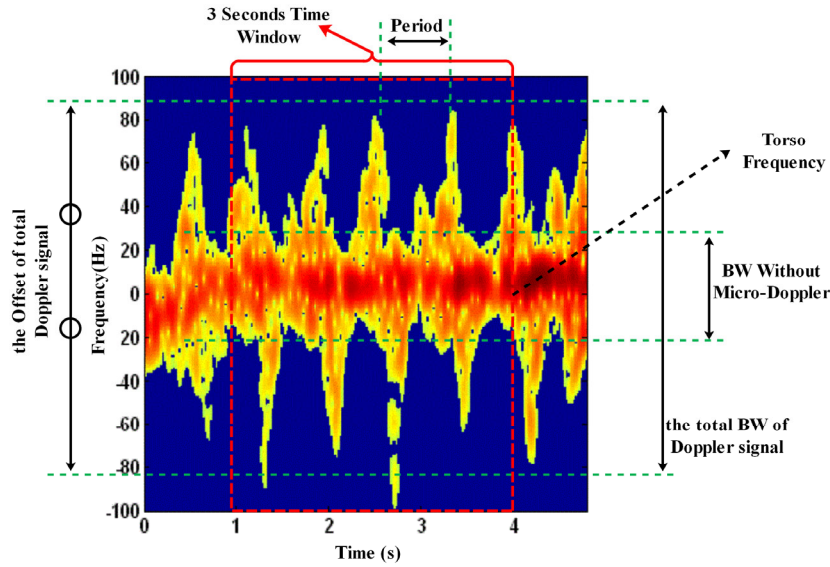 3 Seconds Time
Window
Period
100
80
60
40
20
0
20
-40
-60
-80
-100
Frequency(Hz)
the Offset of total
Doppler signal
0
1
2
3
4
Time (s)
Torso
Frequency
BW Without
Micro-Doppler
the total BW of
Doppler signal